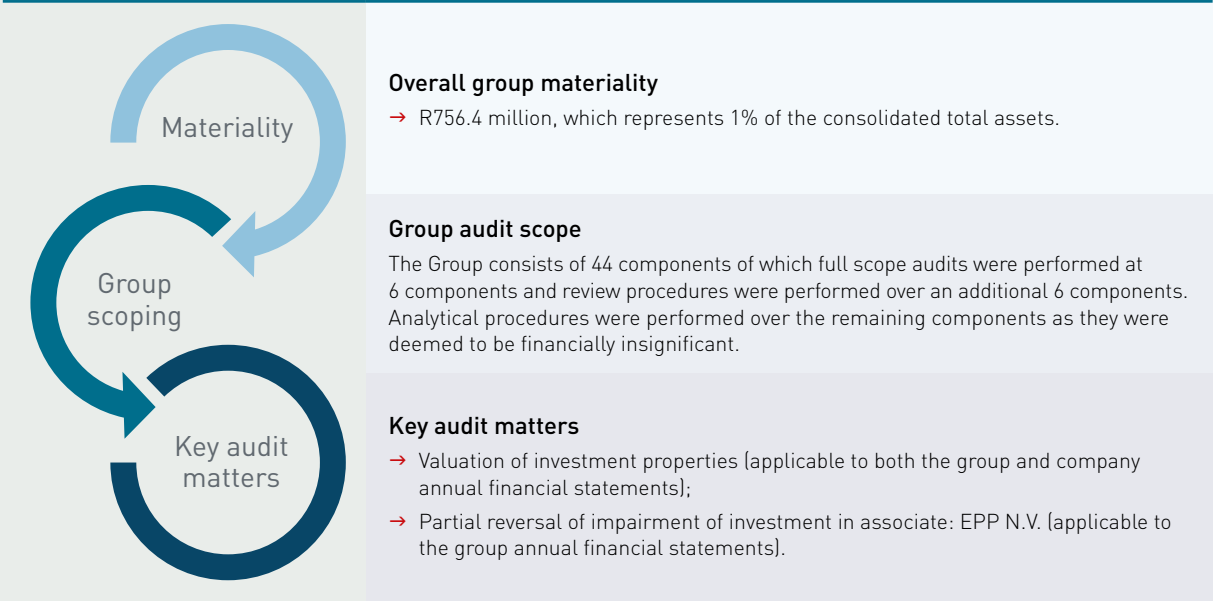 Materiality
Overall group materiality
→ R756.4 million, which represents 1% of the consolidated total assets.
Group
scoping
Group audit scope
The Group consists of 44 components of which full scope audits were performed at
6 components and review procedures were performed over an additional 6 components.
Analytical procedures were performed over the remaining components as they were
deemed to be financially insignificant.
Key audit
matters
Key audit matters
→ Valuation of investment properties (applicable to both the group and company
annual financial statements);
→ Partial reversal of impairment of investment in associate: EPP N.V. (applicable to
the group annual financial statements).